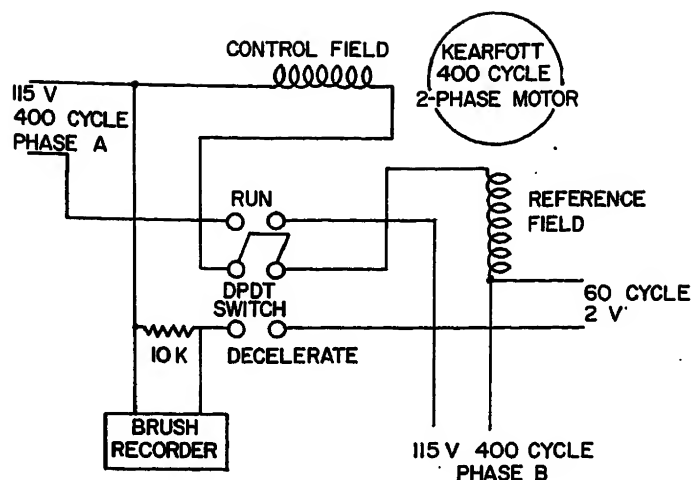 CONTROL FIELD
KEARFOTT
400 CYCLE
2-PHASE MOTOR
115 V
400 CYCLE
PHASE A
RUN
REFERENCE
FIELD
DPDT
SWITCH
60 CYCLE
2 V
10 K
DECELERATE
BRUSH
RECORDER
115 V 400 CYCLE
PHASE B